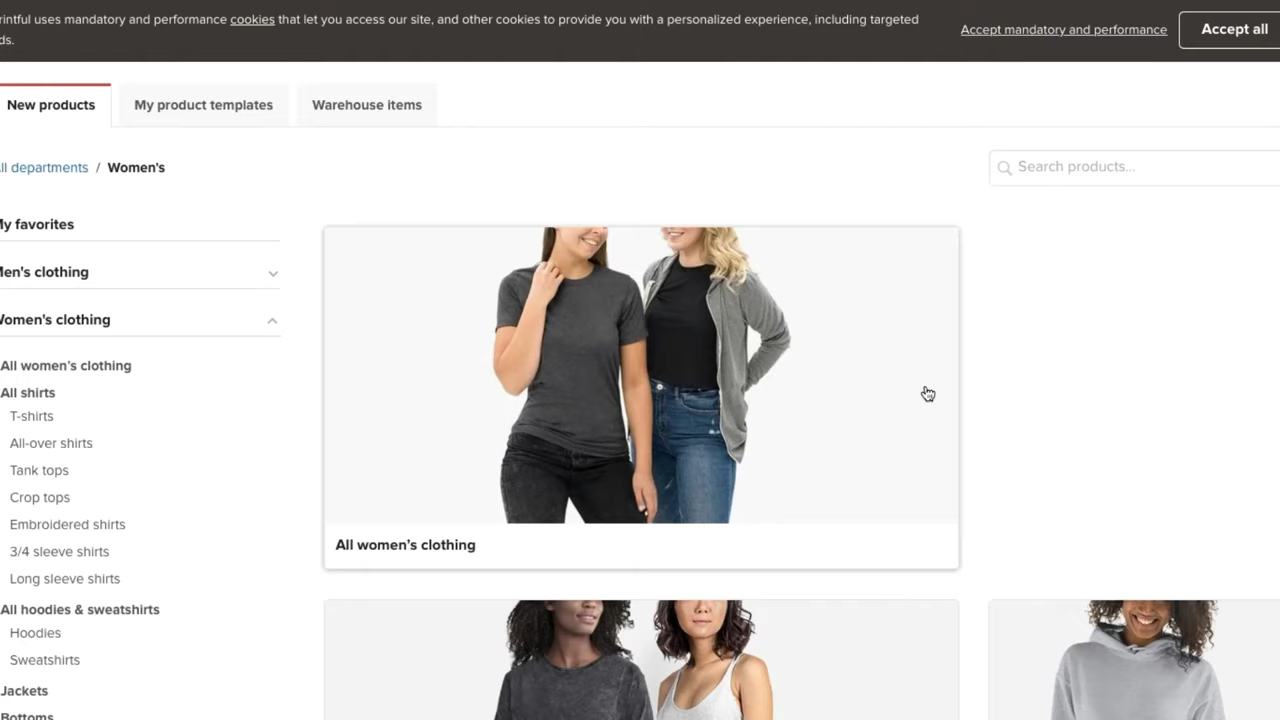 rintful uses mandatory and performance cookies that let you access our site, and other cookies to provide you with a personalized experience, including targeted
ds.
Accept mandatory and performance
Accept all
New products
My product templates
Warehouse items
ll departments / Women's
Search products...
My favorites
Men's clothing
Women's clothing
All women's clothing
All shirts
T-shirts
All-over shirts
Tank tops
Crop tops
Embroidered shirts
3/4 sleeve shirts
Long sleeve shirts
All hoodies & sweatshirts
Hoodies
Sweatshirts
Jackets
Bottoms
All women's clothing